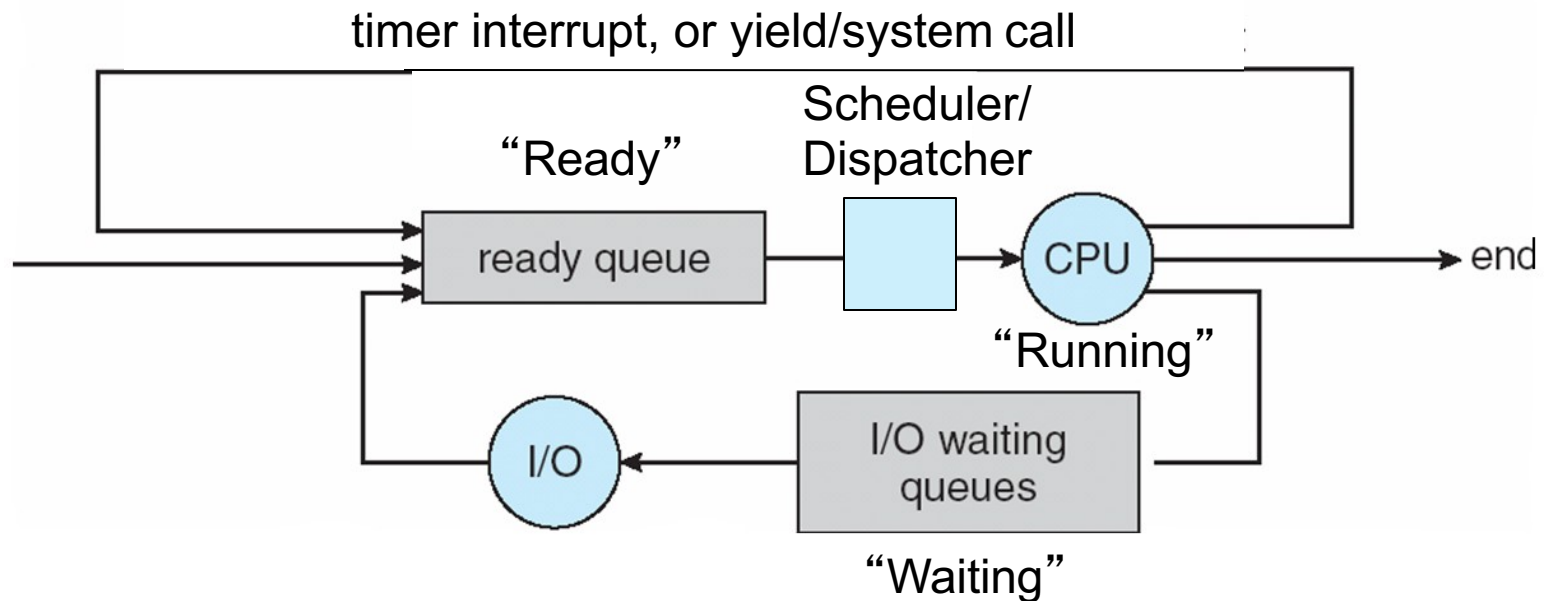 timer interrupt, or yield/system call
Scheduler/
Dispatcher
“Ready”
ready queue
CPU
end
“Running”
I/O
I/O waiting
queues
“Waiting”